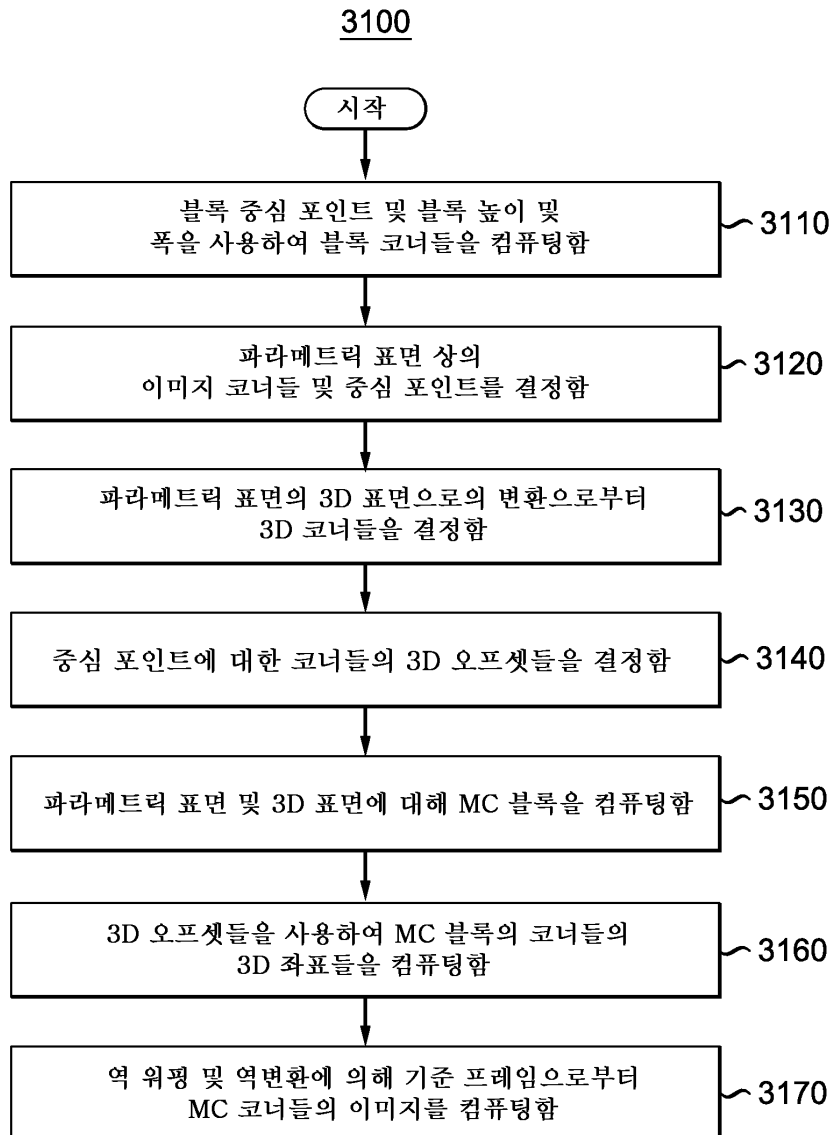 3100
시작
블록 중심 포인트 및 블록 높이 및
폭을 사용하여 블록 코너들을 컴퓨팅함
3110
파라메트릭 표면 상의
이미지 코너들 및 중심 포인트를 결정함
3120
파라메트릭 표면의 3D 표면으로의 변환으로부터
3D 코너들을 결정함
3130
중심 포인트에 대한 코너들의 3D 오프셋들을 결정함
3140
파라메트릭 표면 및 3D 표면에 대해 MC 블록을 컴퓨팅함
3150
3D 오프셋들을 사용하여 MC 블록의 코너들의
3D 좌표들을 컴퓨팅함
3160
역 워핑 및 역변환에 의해 기준 프레임으로부터
MC 코너들의 이미지를 컴퓨팅함
3170